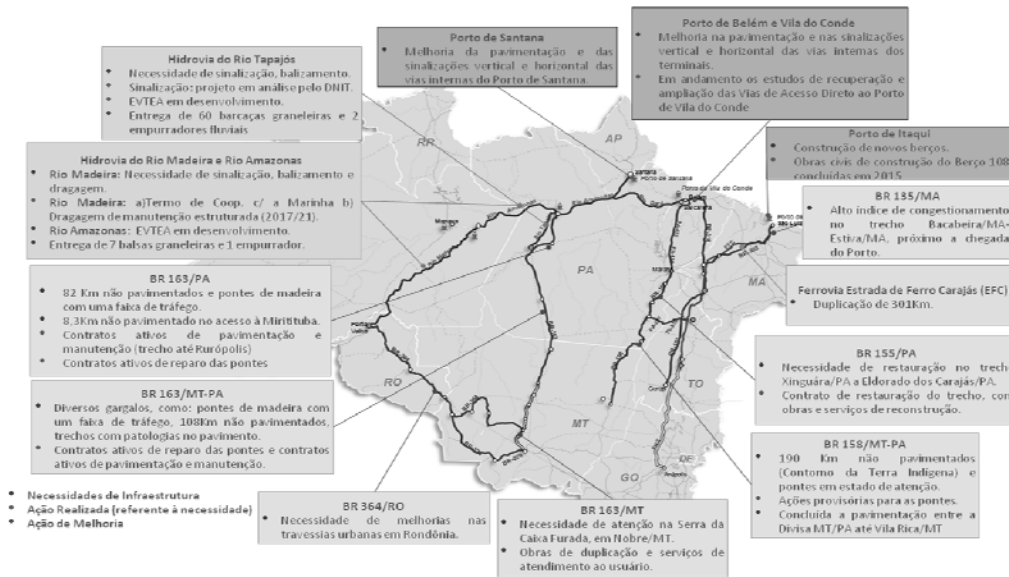 Porto de Santana
• Melhoria da pavimentação e das
sinalizações vertical e horizontal das
vias internas do Porto de Santana.
Porto de Belém e Vila do Conde
• Melhoria na pavimentação e nas sinalizações
vertical e horizontal das vias internas dos
terminais.
• Em andamento os estudos de recuperação e
ampliação das Vias de Acesso Direto ao Porto
de Vila do Conde
Hidrovia do Rio Tapajós
• Necessidade de sinalização, balizamento.
• Sinalização: projeto em análise pelo DNIT.
• EVTEA em desenvolvimento.
• Entrega de 60 barcaças graneleiras e 2
empurradores fluviais
Porto de Itaqui
• Construção de novos berços.
• Obras civis de construção do Berço 108
concluídas em 2015
Hidrovia do Rio Madeira e Rio Amazonas
• Rio Madeira: Necessidade de sinalização, balizamento e
dragagem.
• Rio Madeira: a)Termo de Coop. c/ a Marinha b)
Dragagem de manutenção estruturada (2017/21).
• Rio Amazonas: EVTEA em desenvolvimento.
• Entrega de 7 balsas graneleiras e 1 empurrador.
BR 135/MA
• Alto índice de congestionamento
no trecho Bacabeira/MA-
Estiva/MA, próximo a chegada
do Porto.
Ferrovia Estrada de Ferro Carajás (EFC)
• Duplicação de 301Km.
BR 163/PA
• 82 Km não pavimentados e pontes de madeira
com uma faixa de tráfego.
• 8,3Km não pavimentado no acesso à Miritituba.
• Contratos ativos de pavimentação e
manutenção (trecho até Rurópolis)
• Contratos ativos de reparo das pontes
BR 155/PA
• Necessidade de restauração no trecho
Xinguára/PA a Eldorado dos Carajás/PA.
• Contrato de restauração do trecho, com
obras e serviços de reconstrução.
BR 163/MT-PA
• Diversos gargalos, como: pontes de madeira com
um faixa de tráfego, 108Km não pavimentados,
trechos com patologias no pavimento.
• Contratos ativos de reparo das pontes e contratos
ativos de pavimentação e manutenção.
BR 158/MT-PA
• 190 Km não pavimentados
(Contorno da Terra Indígena) e
pontes em estado de atenção.
• Ações provisórias para as pontes.
• Concluída a pavimentação entre a
Divisa MT/PA até Vila Rica/MT
• Necessidades de Infraestrutura
• Ação Realizada (referente à necessidade)
• Ação de Melhoria
BR 364/RO
• Necessidade de melhorias nas
travessias urbanas em Rondônia.
BR 163/MT
• Necessidade de atenção na Serra da
Caixa Furada, em Nobre/MT.
• Obras de duplicação e serviços de
atendimento ao usuário.
RR
AP
Santana
Porto de Santana
Porto de Vila do Conde
PA
MA
TO
RO
MT
DF
GO
Anápolis